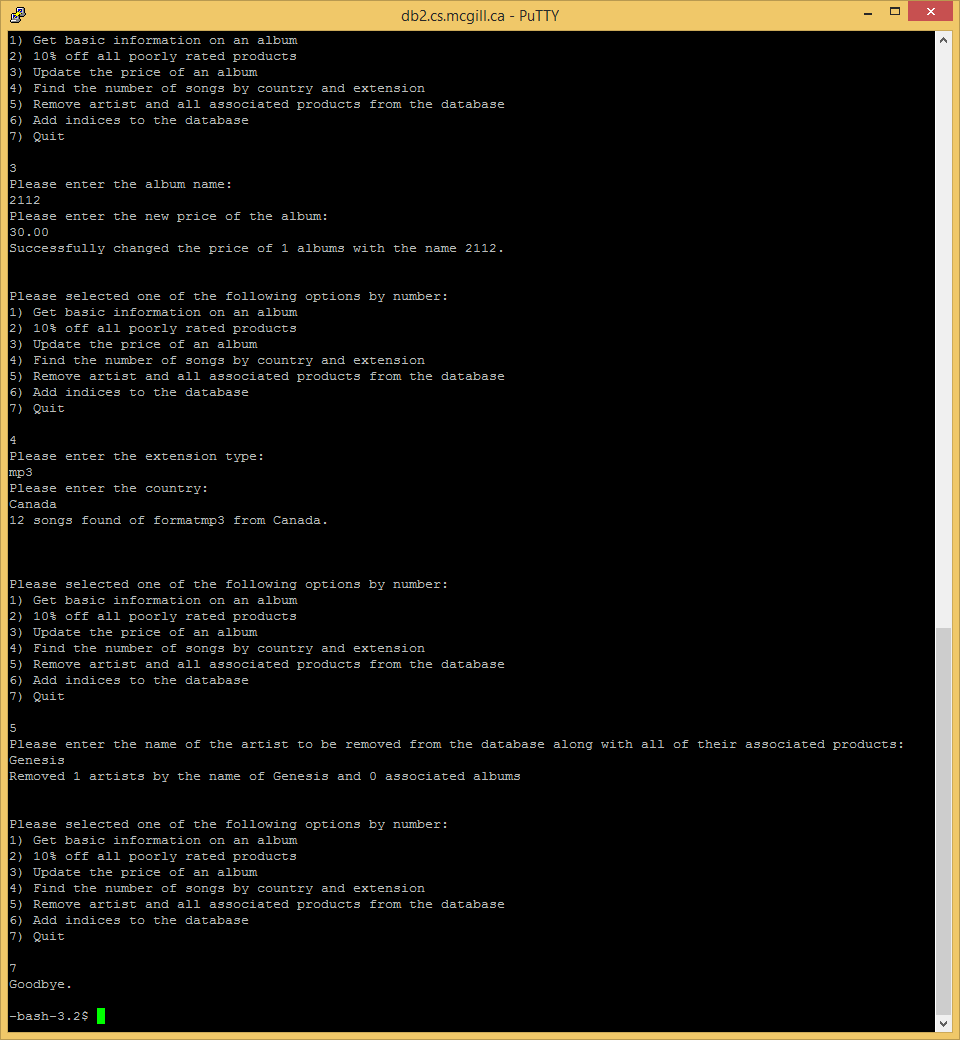 db2.cs.mcgill.ca - PuTTY
1) Get basic information on an album
2) 10% off all poorly rated products
3) Update the price of an album
4) Find the number of songs by country and extension
5) Remove artist and all associated products from the database
6) Add indices to the database
7) Quit
3
Please enter the album name:
2112
Please enter the new price of the album:
30.00
Successfully changed the price of 1 albums with the name 2112.
Please selected one of the following options by number:
1) Get basic information on an album
2) 10% off all poorly rated products
3) Update the price of an album
4) Find the number of songs by country and extension
5) Remove artist and all associated products from the database
6) Add indices to the database
7) Quit
4
Please enter the extension type:
mp3
Please enter the country:
Canada
12 songs found of formatmp3 from Canada.
Please selected one of the following options by number:
1) Get basic information on an album
2) 10% off all poorly rated products
3) Update the price of an album
4) Find the number of songs by country and extension
5) Remove artist and all associated products from the database
6) Add indices to the database
7) Quit
5
Please enter the name of the artist to be removed from the database along with all of their associated products:
Genesis
Removed 1 artists by the name of Genesis and 0 associated albums
Please selected one of the following options by number:
1) Get basic information on an album
2) 10% off all poorly rated products
3) Update the price of an album
4) Find the number of songs by country and extension
5) Remove artist and all associated products from the database
6) Add indices to the database
7) Quit
7
Goodbye.
-bash-3.2$